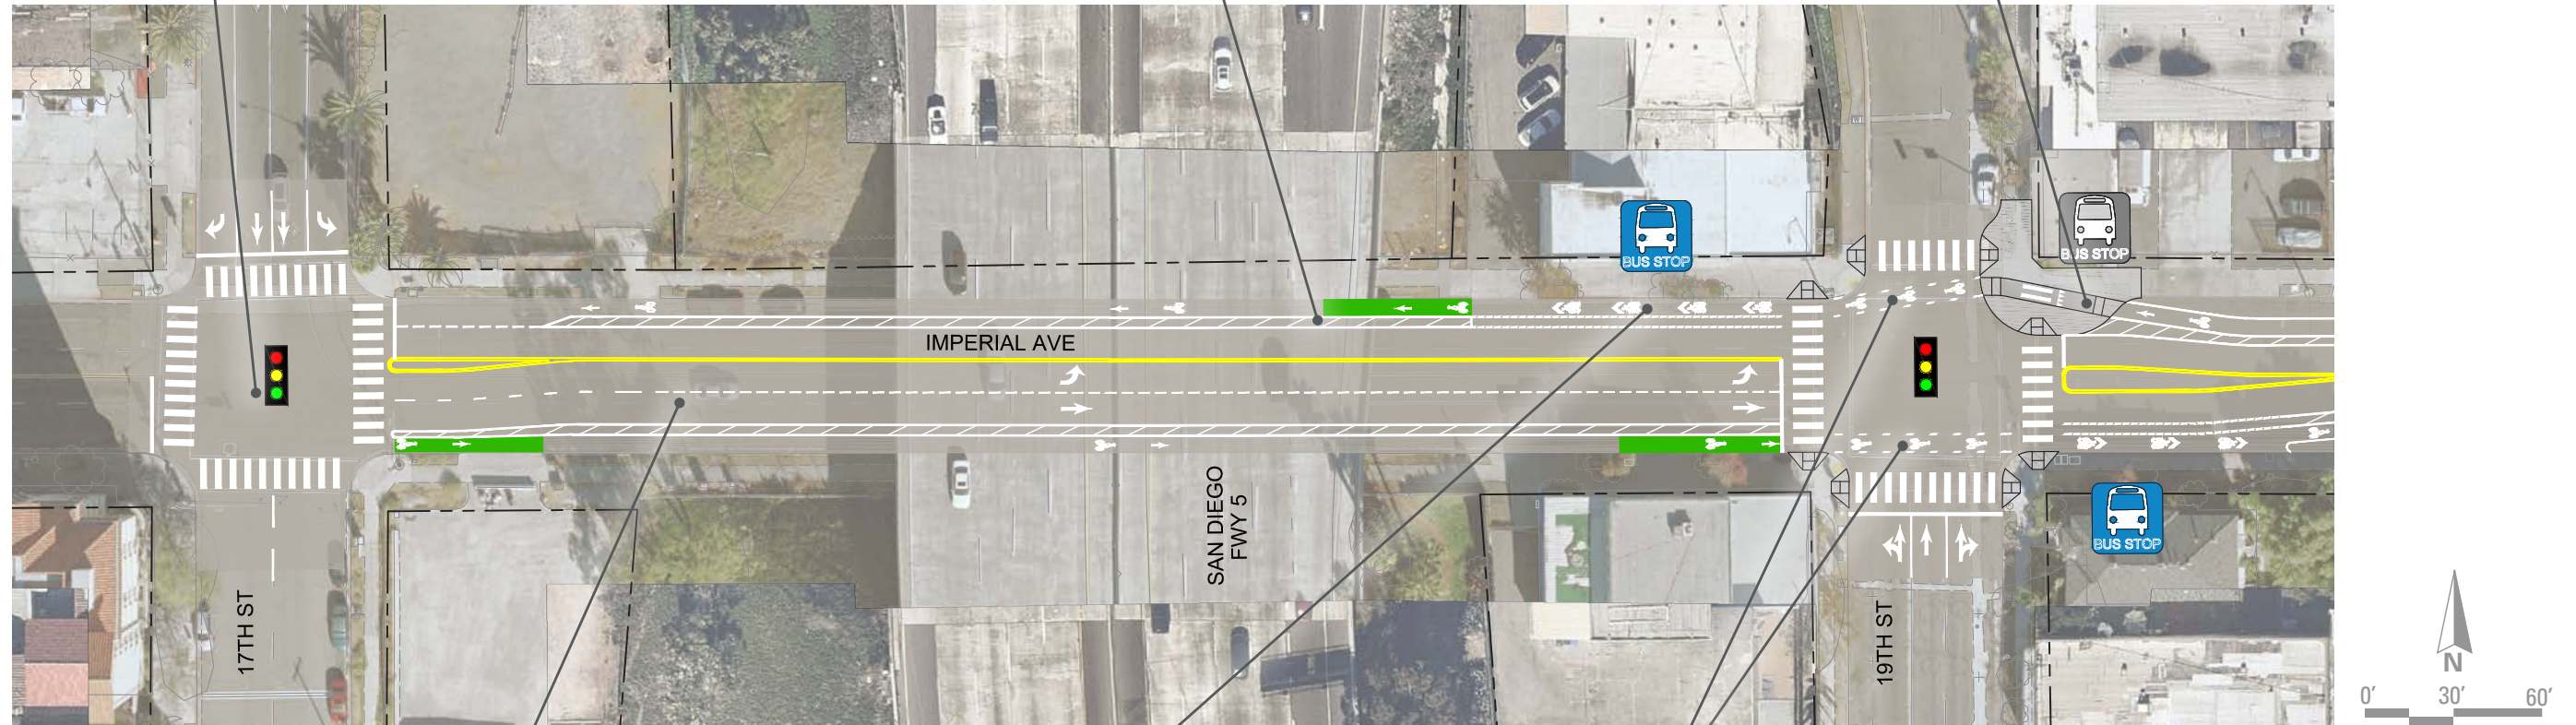 BUS STOP
BUS STOP
IMPERIAL AVE
SAN DIEGO
FWY 5
BUS STOP
17TH ST
19TH ST
N
0' 30' 60'